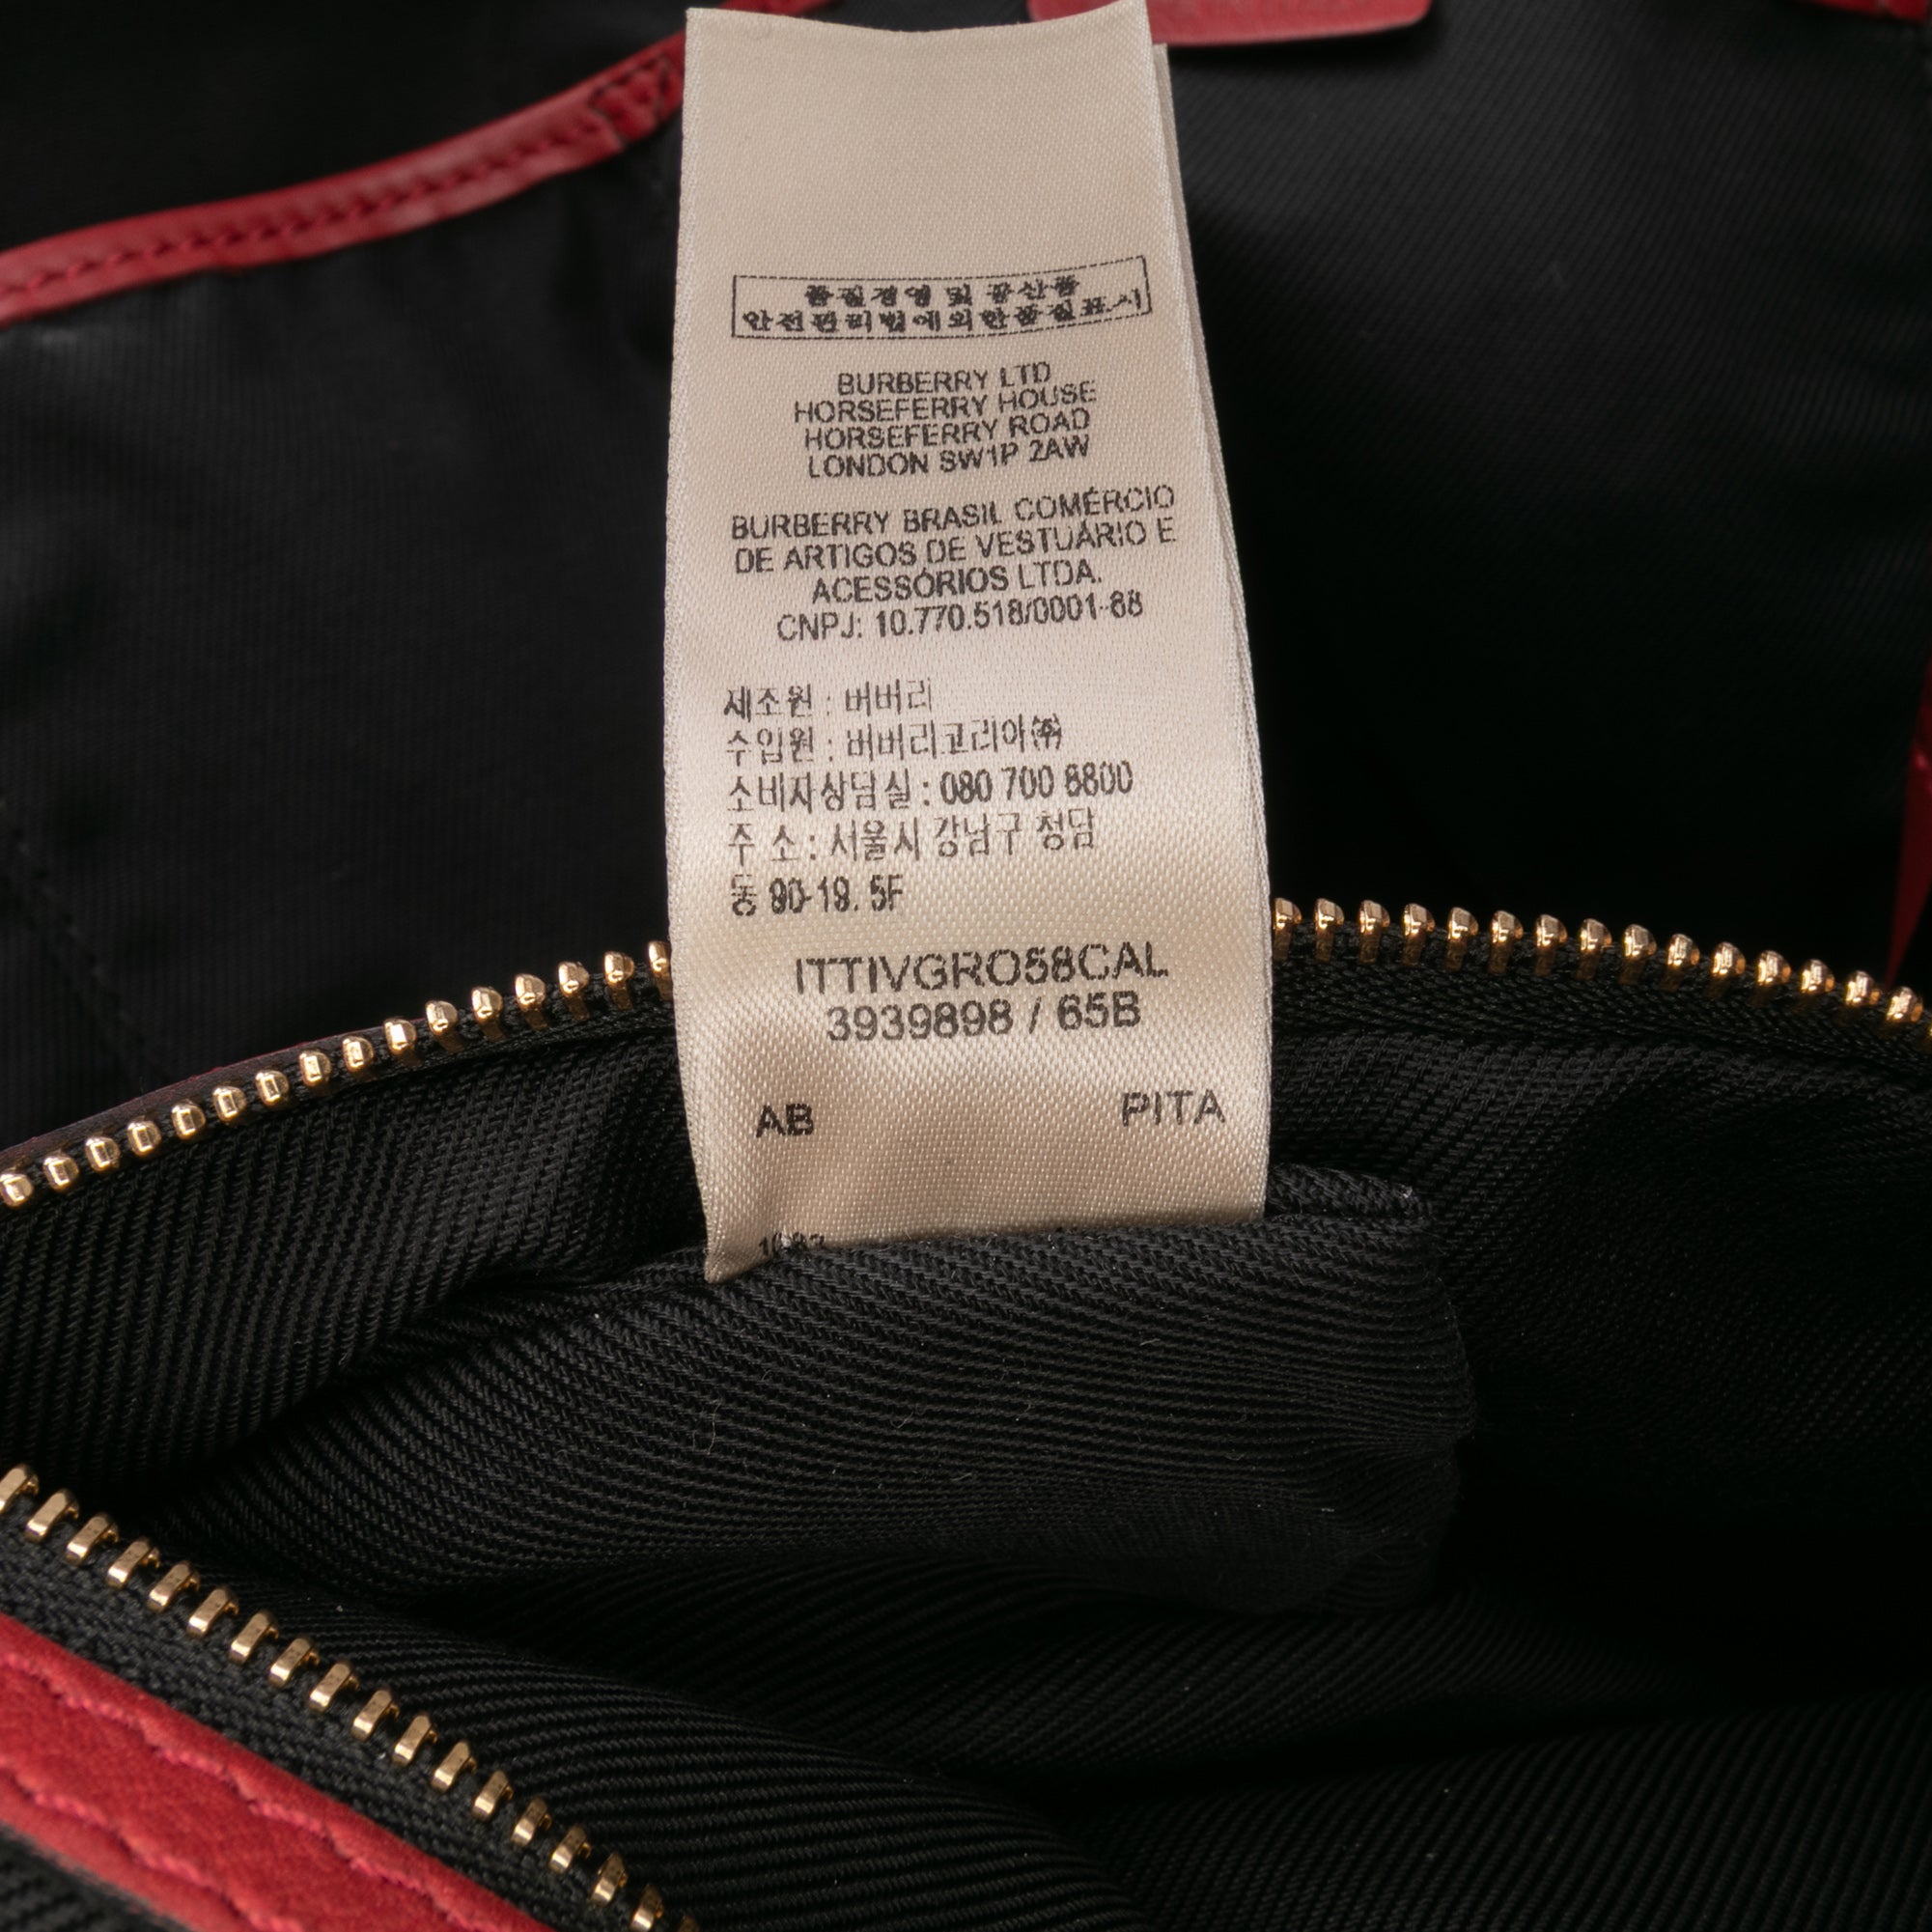 품질경영 및 공산품
안전관리법에의한품질표시
BURBERRY LTD
HORSEFERRY HOUSE
HORSEFERRY ROAD
LONDON SW1P 2AW
BURBERRY BRASIL COMÉRCIO
DE ARTIGOS DE VESTUÁRIO E
ACESSÓRIOS LTDA.
CNPJ: 10.770.518/0001-88
제조원 : 버버리
수입원 : 버버리코리아㈜
소비자상담실 : 080 700 8800
주 소 : 서울시 강남구 청담
동 90-19. 5F
ITTIVGRO58CAL
3939898 / 65B
AB PITA